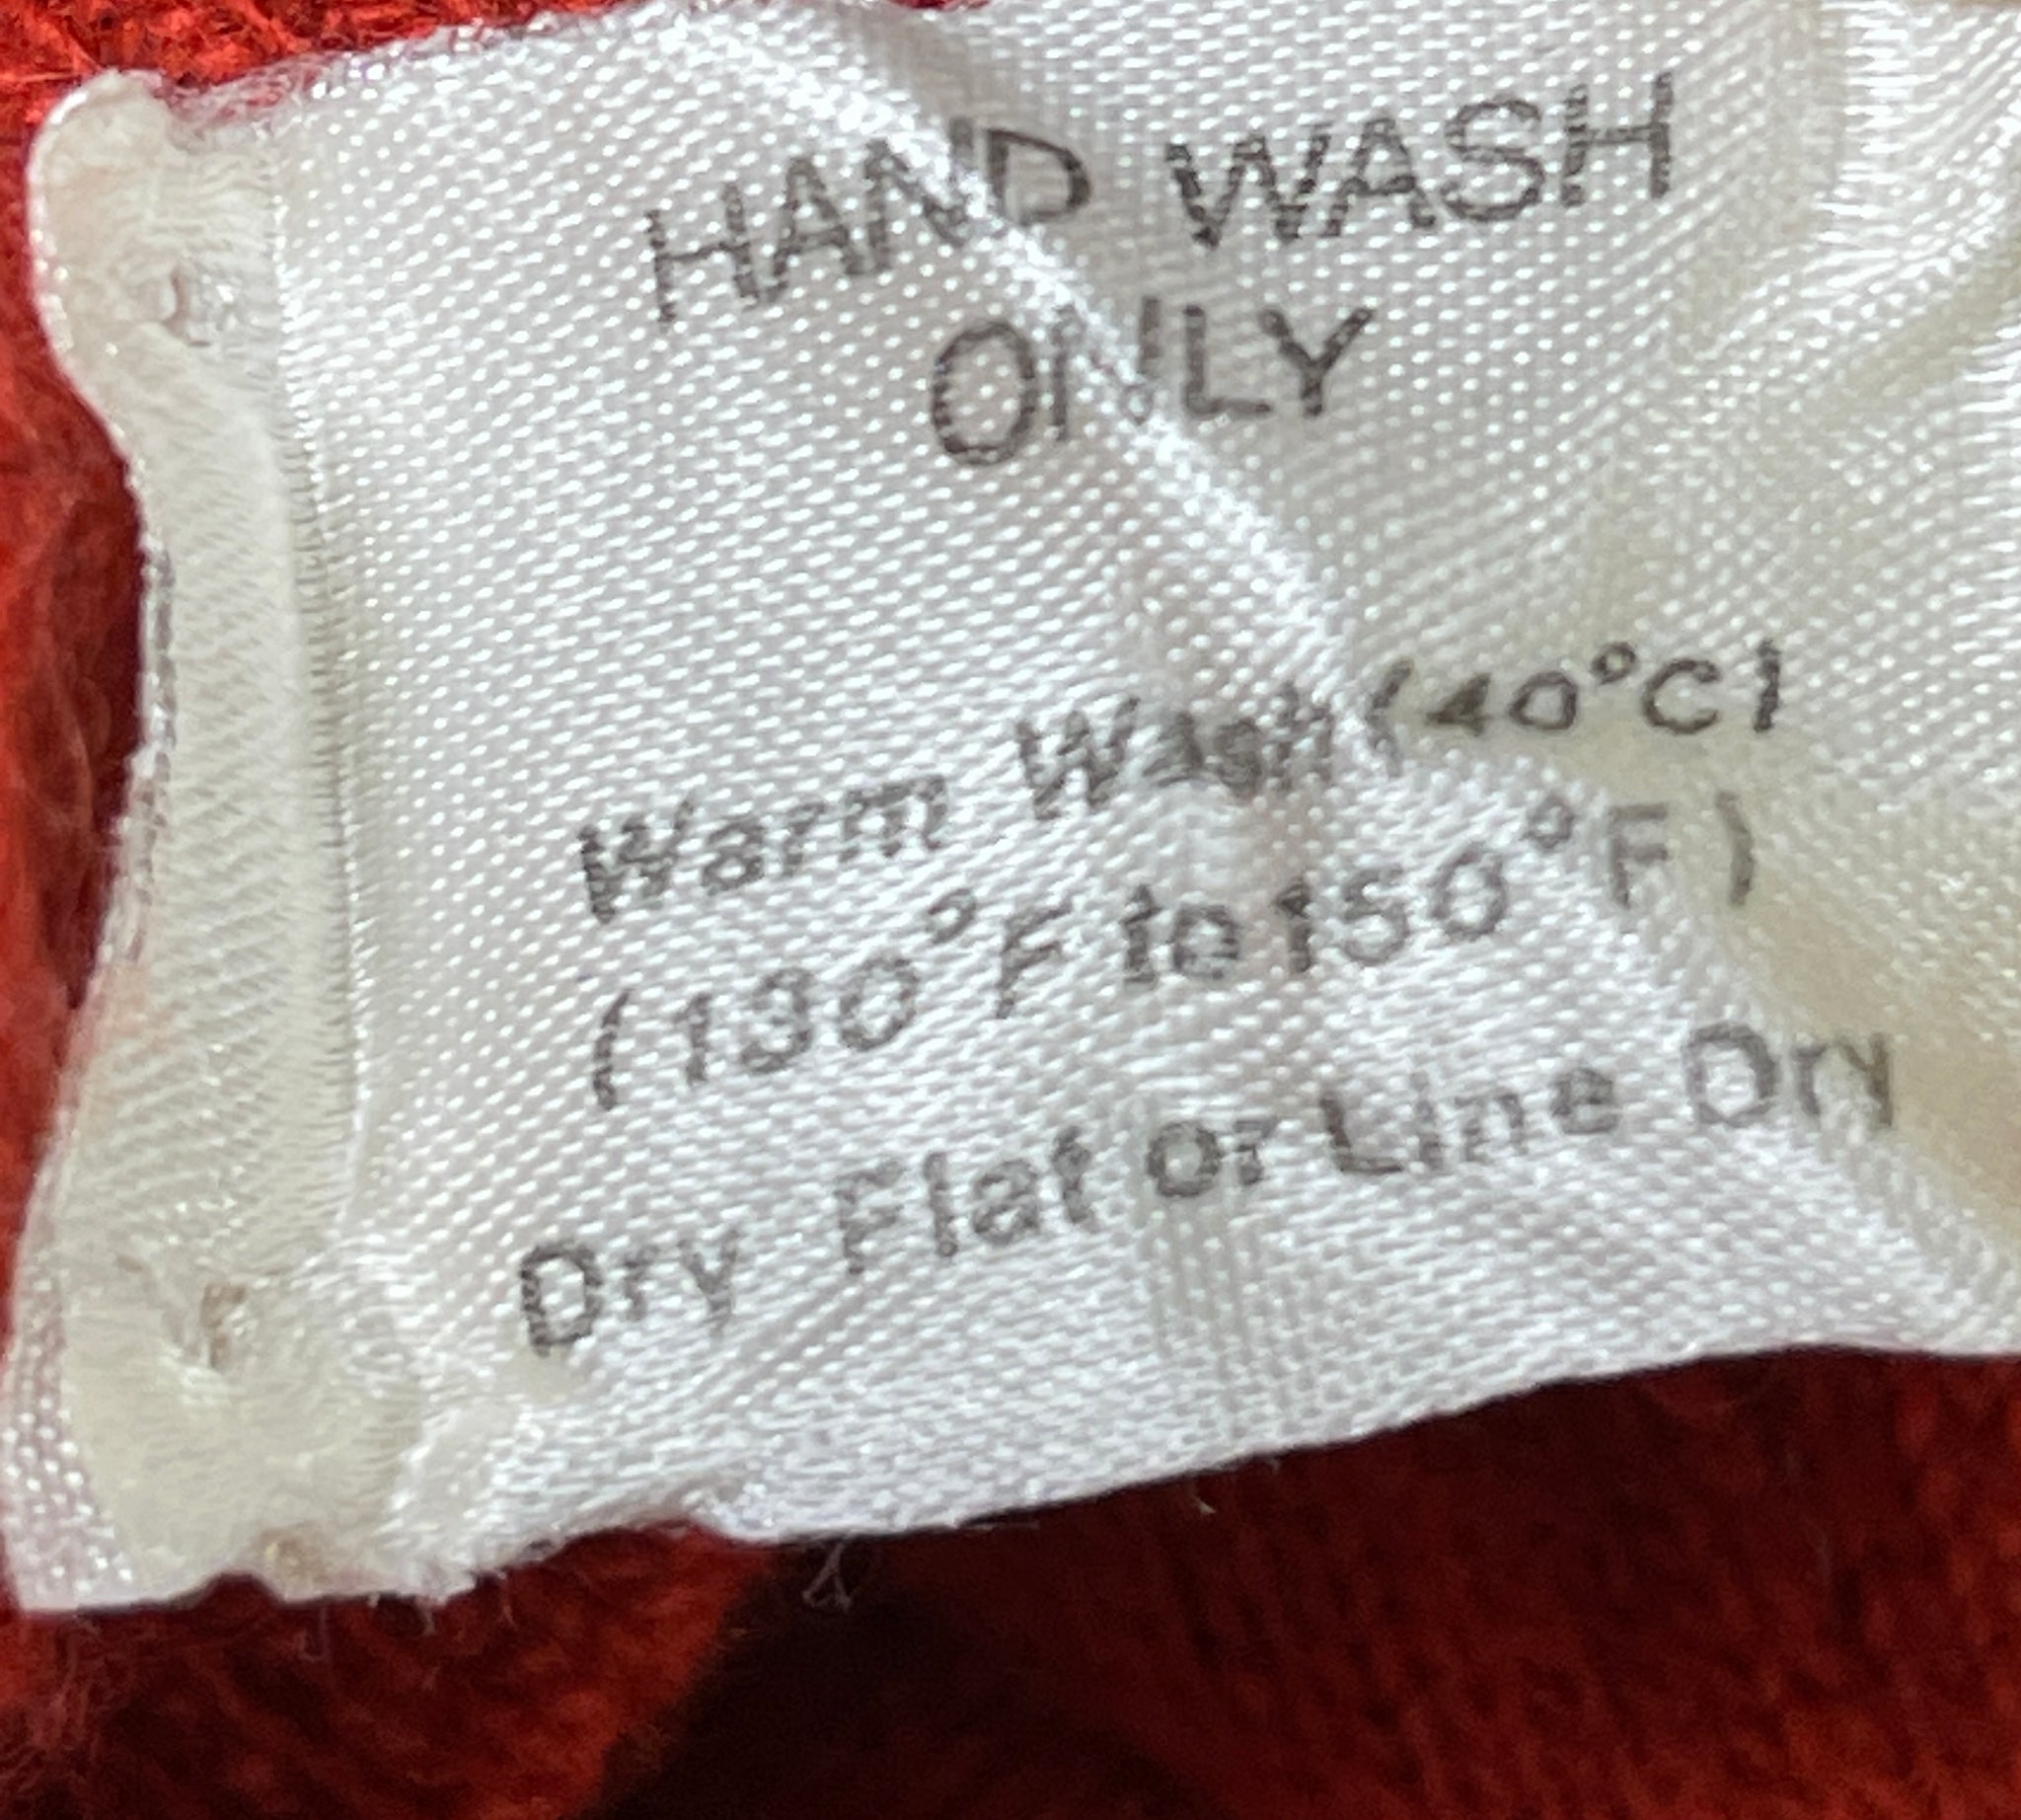 HAND WASH
ONLY
Warm Wash (40°C)
(130°F to 150°F)
Dry Flat or Line Dry